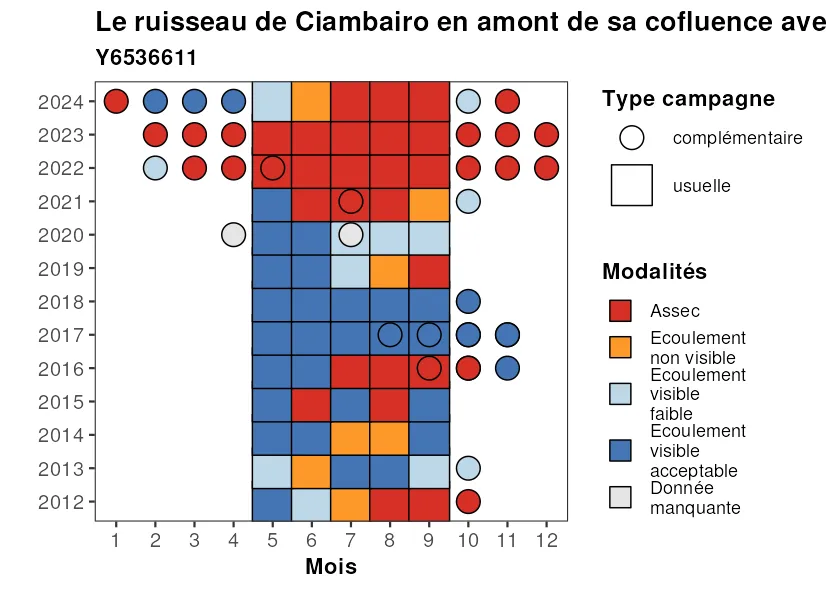 Le ruisseau de Ciambairo en amont de sa cofluence ave
Y6536611
2024
2023
2022
2021
2020
2019
2018
2017
2016
2015
2014
2013
2012
1 2 3 4 5 6 7 8 9 10 11 12
Mois
Type campagne
complémentaire
usuelle
Modalités
Assec
Ecoulement
non visible
Ecoulement
visible
faible
Ecoulement
visible
acceptable
Donnée
manquante